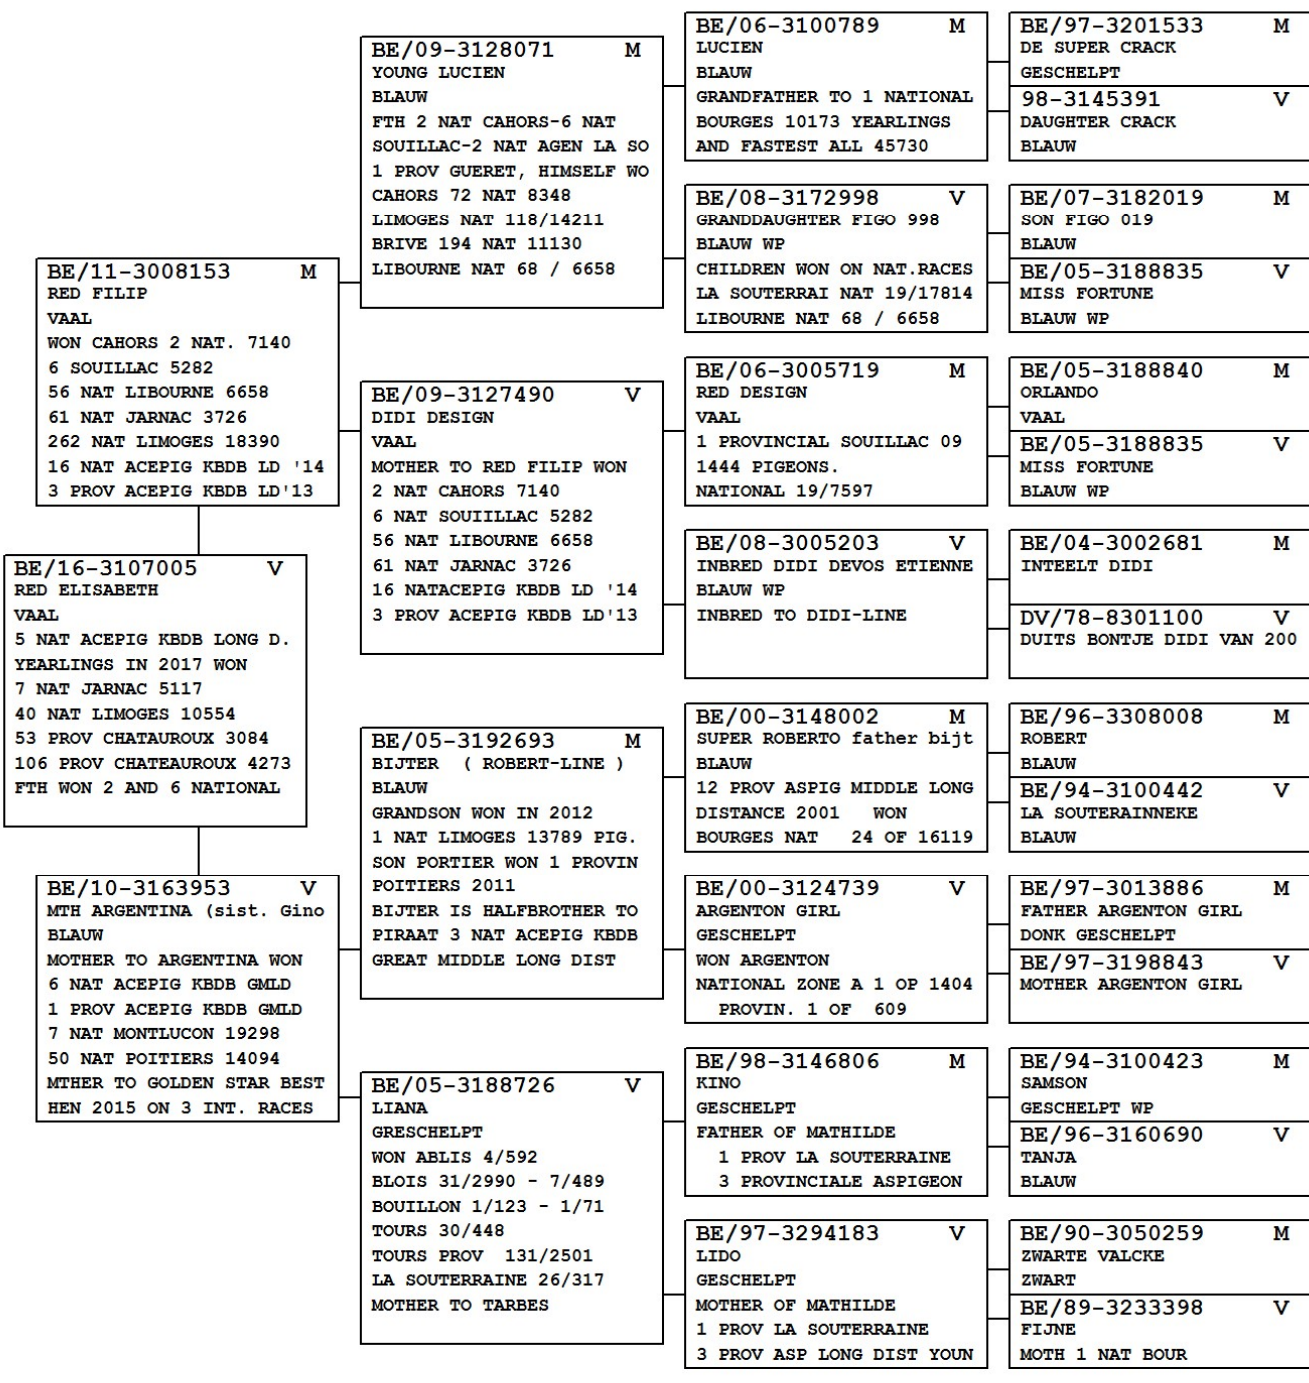 BE/16-3107005 V
RED ELISABETH
VAAL
5 NAT ACEPIG KBDB LONG D.
YEARLINGS IN 2017 WON
7 NAT JARNAC 5117
40 NAT LIMOGES 10554
53 PROV CHATAUROUX 3084
106 PROV CHATEAUROUX 4273
FTH WON 2 AND 6 NATIONAL
BE/11-3008153 M
RED FILIP
VAAL
WON CAHORS 2 NAT. 7140
6 SOUILLAC 5282
56 NAT LIBOURNE 6658
61 NAT JARNAC 3726
262 NAT LIMOGES 18390
16 NAT ACEPIG KBDB LD '14
3 PROV ACEPIG KBDB LD'13
BE/10-3163953 V
MTH ARGENTINA (sist. Gino
BLAUW
MOTHER TO ARGENTINA WON
6 NAT ACEPIG KBDB GMLD
1 PROV ACEPIG KBDB GMLD
7 NAT MONTLUCON 19298
50 NAT POITIERS 14094
MTHER TO GOLDEN STAR BEST
HEN 2015 ON 3 INT. RACES
BE/09-3128071 M
YOUNG LUCIEN
BLAUW
FTH 2 NAT CAHORS-6 NAT
SOUILLAC-2 NAT AGEN LA SO
1 PROV GUERET, HIMSELF WO
CAHORS 72 NAT 8348
LIMOGES NAT 118/14211
BRIVE 194 NAT 11130
LIBOURNE NAT 68 / 6658
BE/09-3127490 V
DIDI DESIGN
VAAL
MOTHER TO RED FILIP WON
2 NAT CAHORS 7140
6 NAT SOUIILLAC 5282
56 NAT LIBOURNE 6658
61 NAT JARNAC 3726
16 NATACEPIG KBDB LD '14
3 PROV ACEPIG KBDB LD'13
BE/05-3192693 M
BIJTER ( ROBERT-LINE )
BLAUW
GRANDSON WON IN 2012
1 NAT LIMOGES 13789 PIG.
SON PORTIER WON 1 PROVIN
POITIERS 2011
BIJTER IS HALFBROTHER TO
PIRAAT 3 NAT ACEPIG KBDB
GREAT MIDDLE LONG DIST
BE/05-3188726 V
LIANA
GRESCHELPT
WON ABLIS 4/592
BLOIS 31/2990 - 7/489
BOUILLON 1/123 - 1/71
TOURS 30/448
TOURS PROV 131/2501
LA SOUTERRAINE 26/317
MOTHER TO TARBES
BE/06-3100789 M
LUCIEN
BLAUW
GRANDFATHER TO 1 NATIONAL
BOURGES 10173 YEARLINGS
AND FASTEST ALL 45730
BE/08-3172998 V
GRANDDAUGHTER FIGO 998
BLAUW WP
CHILDREN WON ON NAT.RACES
LA SOUTERRAI NAT 19/17814
LIBOURNE NAT 68 / 6658
BE/06-3005719 M
RED DESIGN
VAAL
1 PROVINCIAL SOUILLAC 09
1444 PIGEONS.
NATIONAL 19/7597
BE/08-3005203 V
INBRED DIDI DEVOS ETIENNE
BLAUW WP
INBRED TO DIDI-LINE
BE/00-3148002 M
SUPER ROBERTO father bijt
BLAUW
12 PROV ASPIG MIDDLE LONG
DISTANCE 2001 WON
BOURGES NAT 24 OF 16119
BE/00-3124739 V
ARGENTON GIRL
GESCHELPT
WON ARGENTON
NATIONAL ZONE A 1 OP 1404
PROVIN. 1 OF 609
BE/98-3146806 M
KINO
GESCHELPT
FATHER OF MATHILDE
1 PROV LA SOUTERRAINE
3 PROVINCIALE ASPIGEON
BE/97-3294183 V
LIDO
GESCHELPT
MOTHER OF MATHILDE
1 PROV LA SOUTERRAINE
3 PROV ASP LONG DIST YOUN
BE/97-3201533 M
DE SUPER CRACK
GESCHELPT
98-3145391 V
DAUGHTER CRACK
BLAUW
BE/07-3182019 M
SON FIGO 019
BLAUW
BE/05-3188835 V
MISS FORTUNE
BLAUW WP
BE/05-3188840 M
ORLANDO
VAAL
BE/05-3188835 V
MISS FORTUNE
BLAUW WP
BE/04-3002681 M
INTEELT DIDI
DV/78-8301100 V
DUITS BONTJE DIDI VAN 200
BE/96-3308008 M
ROBERT
BLAUW
BE/94-3100442 V
LA SOUTERAINNEKE
BLAUW
BE/97-3013886 M
FATHER ARGENTON GIRL
DONK GESCHELPT
BE/97-3198843 V
MOTHER ARGENTON GIRL
BE/94-3100423 M
SAMSON
GESCHELPT WP
BE/96-3160690 V
TANJA
BLAUW
BE/90-3050259 M
ZWARTE VALCKE
ZWART
BE/89-3233398 V
FIJNE
MOTH 1 NAT BOUR